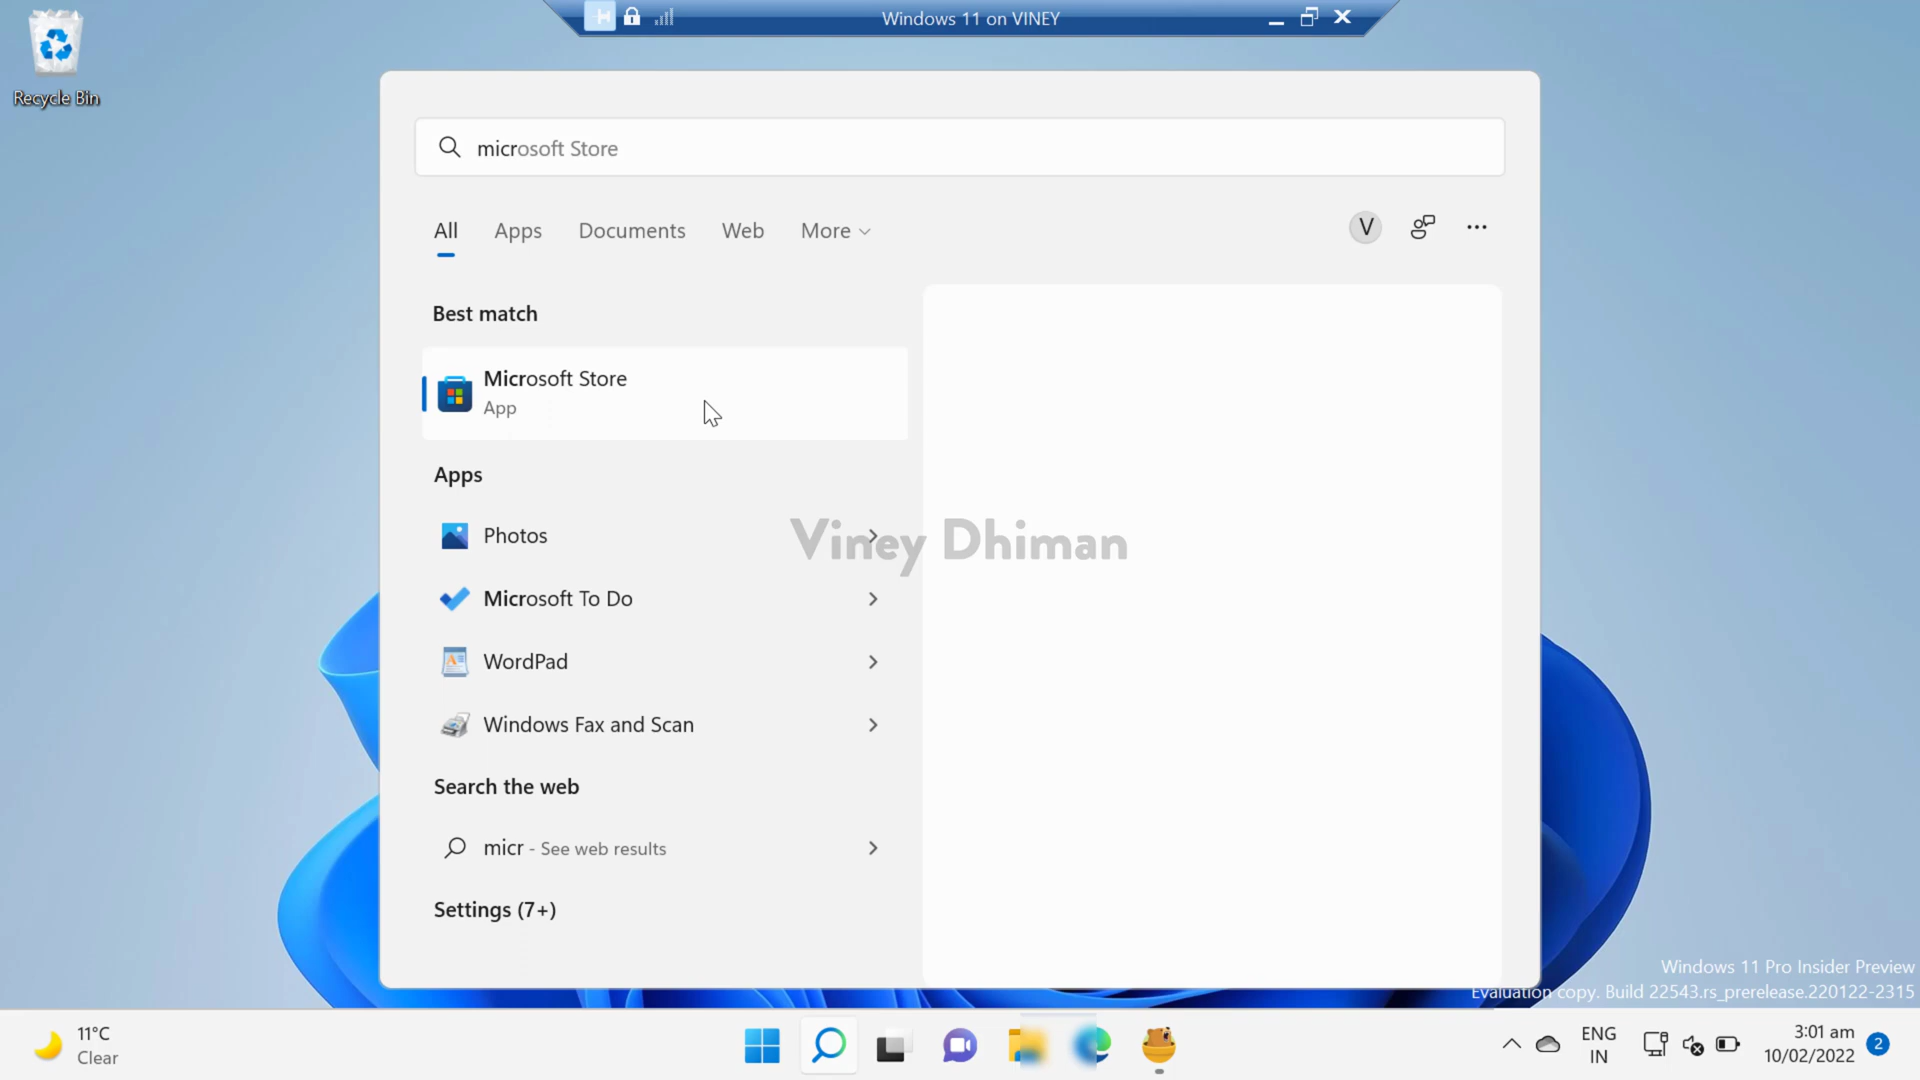 Windows 11 on VINEY
Recycle Bin
microsoft Store
All Apps Documents Web More
V
Best match
Microsoft Store
App
Apps
Photos
Viney Dhiman
Microsoft To Do
WordPad
Windows Fax and Scan
Search the web
micr - See web results
Settings (7+)
Windows 11 Pro Insider Preview
Evaluation copy. Build 22543.rs_prerelease.220122-2315
11°C
Clear
ENG
IN
3:01 am
10/02/2022
2